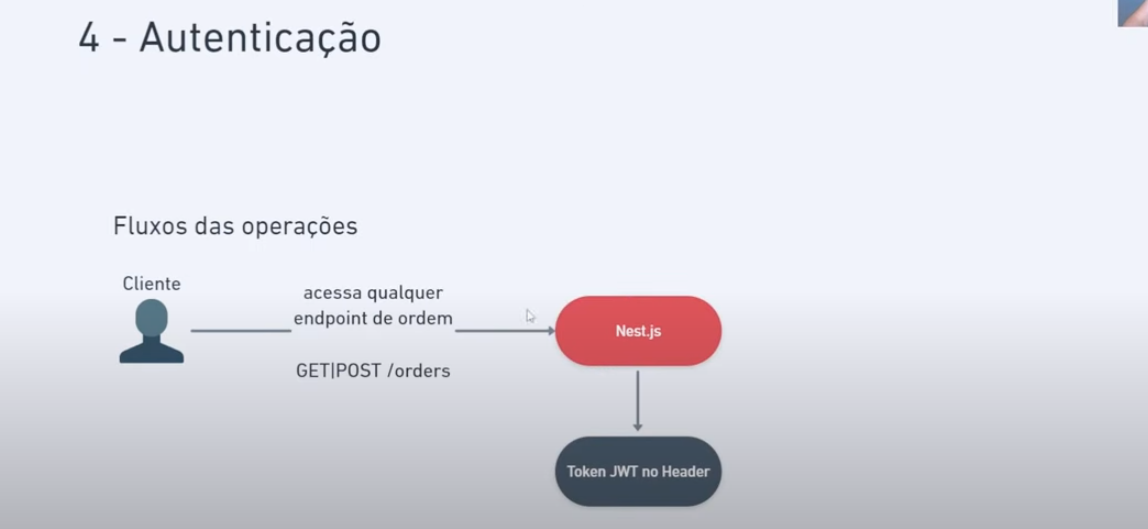 4 - Autenticação
Fluxos das operações
Cliente
acessa qualquer
endpoint de ordem
GET|POST /orders
Nest.js
Token JWT no Header